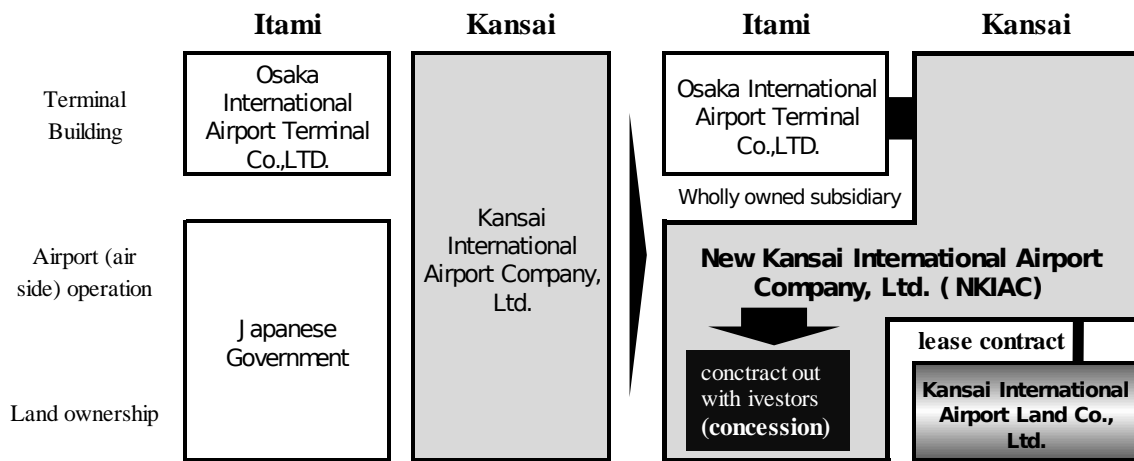 Itami
Kansai
Itami
Kansai
Terminal
Building
Osaka
International
Airport Terminal
Co.,LTD.
Osaka International
Airport Terminal
Co.,LTD.
Wholly owned subsidiary
Kansai
International
Airport Company,
Ltd.
Airport (air
side) operation
New Kansai International Airport
Company, Ltd. ( NKIAC)
Japanese
Government
lease contract
conctract out
with ivestors
(concession)
Land ownership
Kansai International
Airport Land Co.,
Ltd.